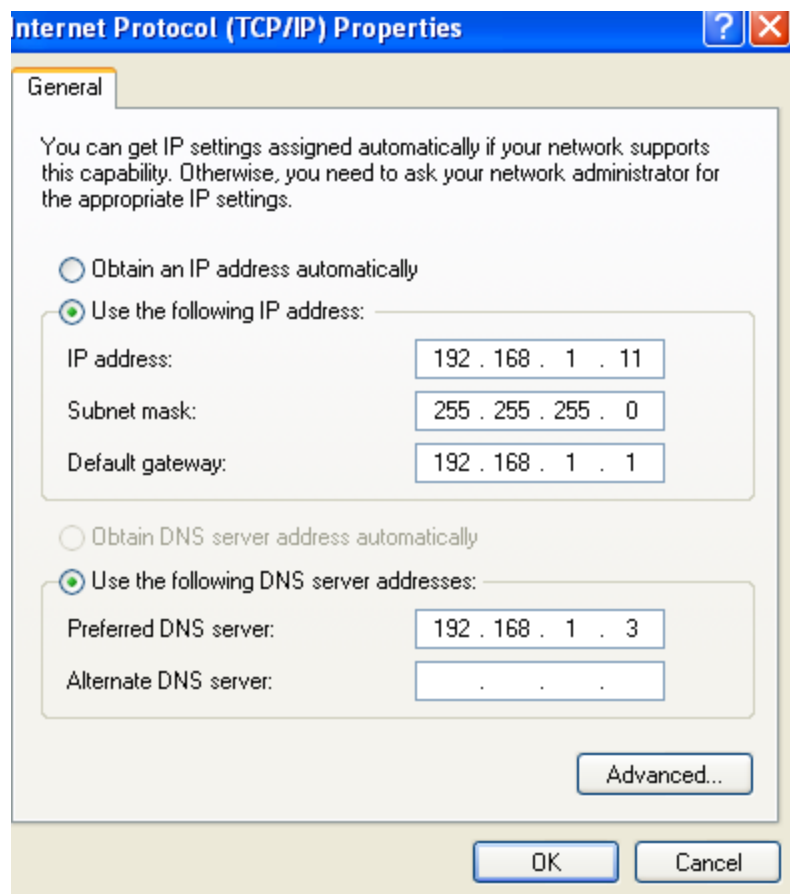 Internet Protocol (TCP/IP) Properties
General
You can get IP settings assigned automatically if your network supports
this capability. Otherwise, you need to ask your network administrator for
the appropriate IP settings.
Obtain an IP address automatically
Use the following IP address:
IP address: 192 . 168 . 1 . 11
Subnet mask: 255 . 255 . 255 . 0
Default gateway: 192 . 168 . 1 . 1
Obtain DNS server address automatically
Use the following DNS server addresses:
Preferred DNS server: 192 . 168 . 1 . 3
Alternate DNS server: . . .
Advanced...
OK Cancel